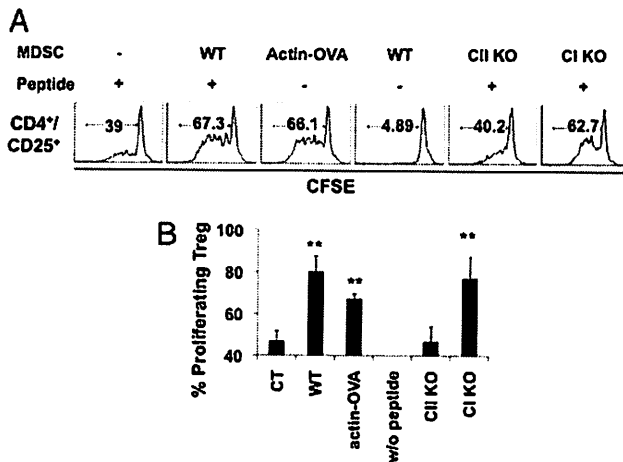 A
MDSC - WT Actin-OVA WT CII KO CI KO
Peptide + + - - + +
CD4+/CD25+ 39 67.3 66.1 4.89 40.2 62.7
CFSE
B
% Proliferating Treg
100
80
60
40
** ** **
CT WT actin-OVA w/o peptide CII KO CI KO